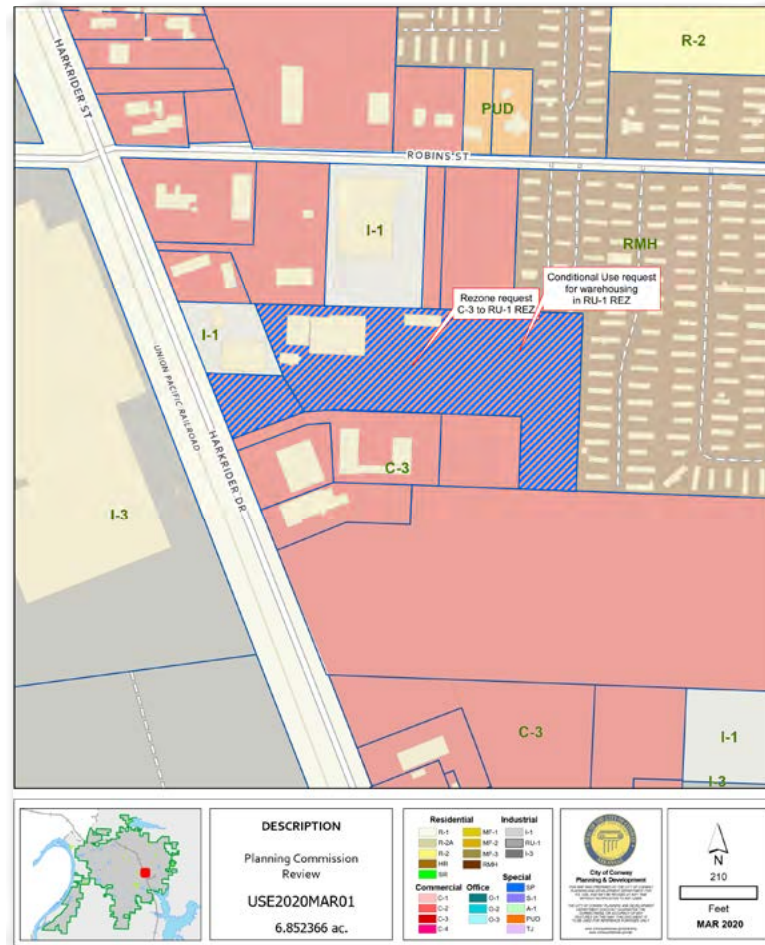 HARKRIDER ST
R-2
PUD
ROBINS ST
I-1
RMH
Conditional Use request
for warehousing
in RU-1 REZ
Rezone request
C-3 to RU-1 REZ
I-1
UNION PACIFIC RAILROAD
HARKRIDER DR
C-3
I-3
C-3
I-1
I-3
DESCRIPTION
Planning Commission
Review
USE2020MAR01
6.852366 ac.
Residential
R-1
R-2A
R-2
HR
SR
MF-1
MF-2
MF-3
RMH
Industrial
I-1
RU-1
I-3
Commercial
C-1
C-2
C-3
C-4
Office
O-1
O-2
O-3
Special
SP
S-1
A-1
PUD
TJ
City of Conway
Planning & Development
N
210
Feet
MAR 2020